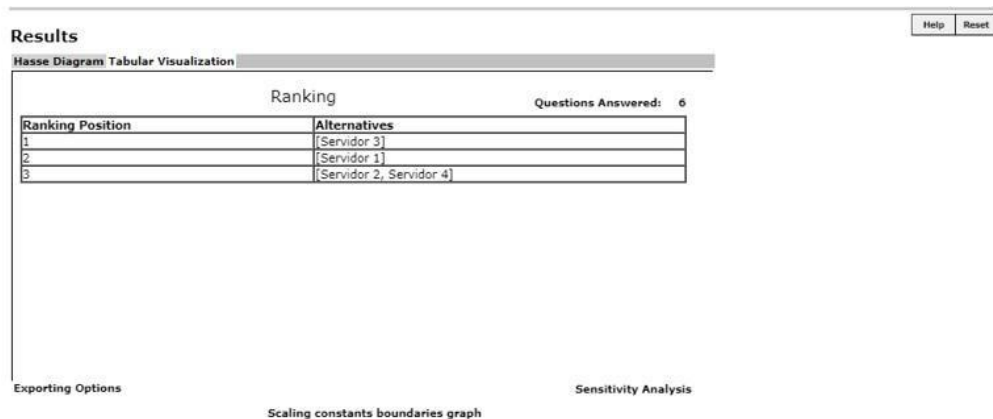 Help Reset
Results
Hasse Diagram Tabular Visualization
Ranking
Questions Answered: 6
Ranking Position Alternatives
1 [Servidor 3]
2 [Servidor 1]
3 [Servidor 2, Servidor 4]
Exporting Options Sensitivity Analysis
Scaling constants boundaries graph